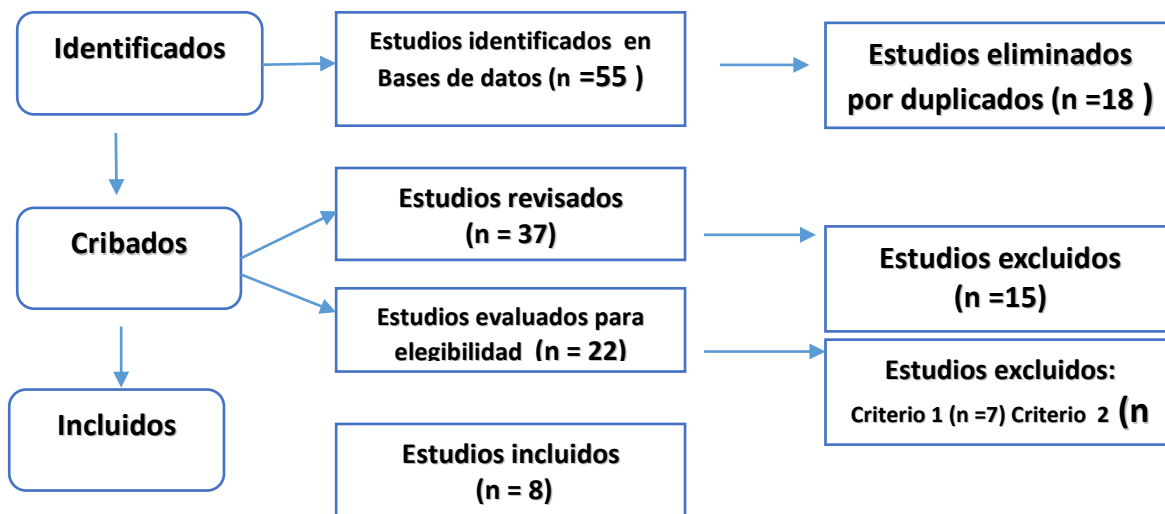 Identificados
Estudios identificados en
Bases de datos (n =55 )
Estudios eliminados
por duplicados (n =18 )
Cribados
Estudios revisados
(n = 37)
Estudios excluidos
(n =15)
Estudios evaluados para
elegibilidad (n = 22)
Estudios excluidos:
Criterio 1 (n =7) Criterio 2 (n
Incluidos
Estudios incluidos
(n = 8)